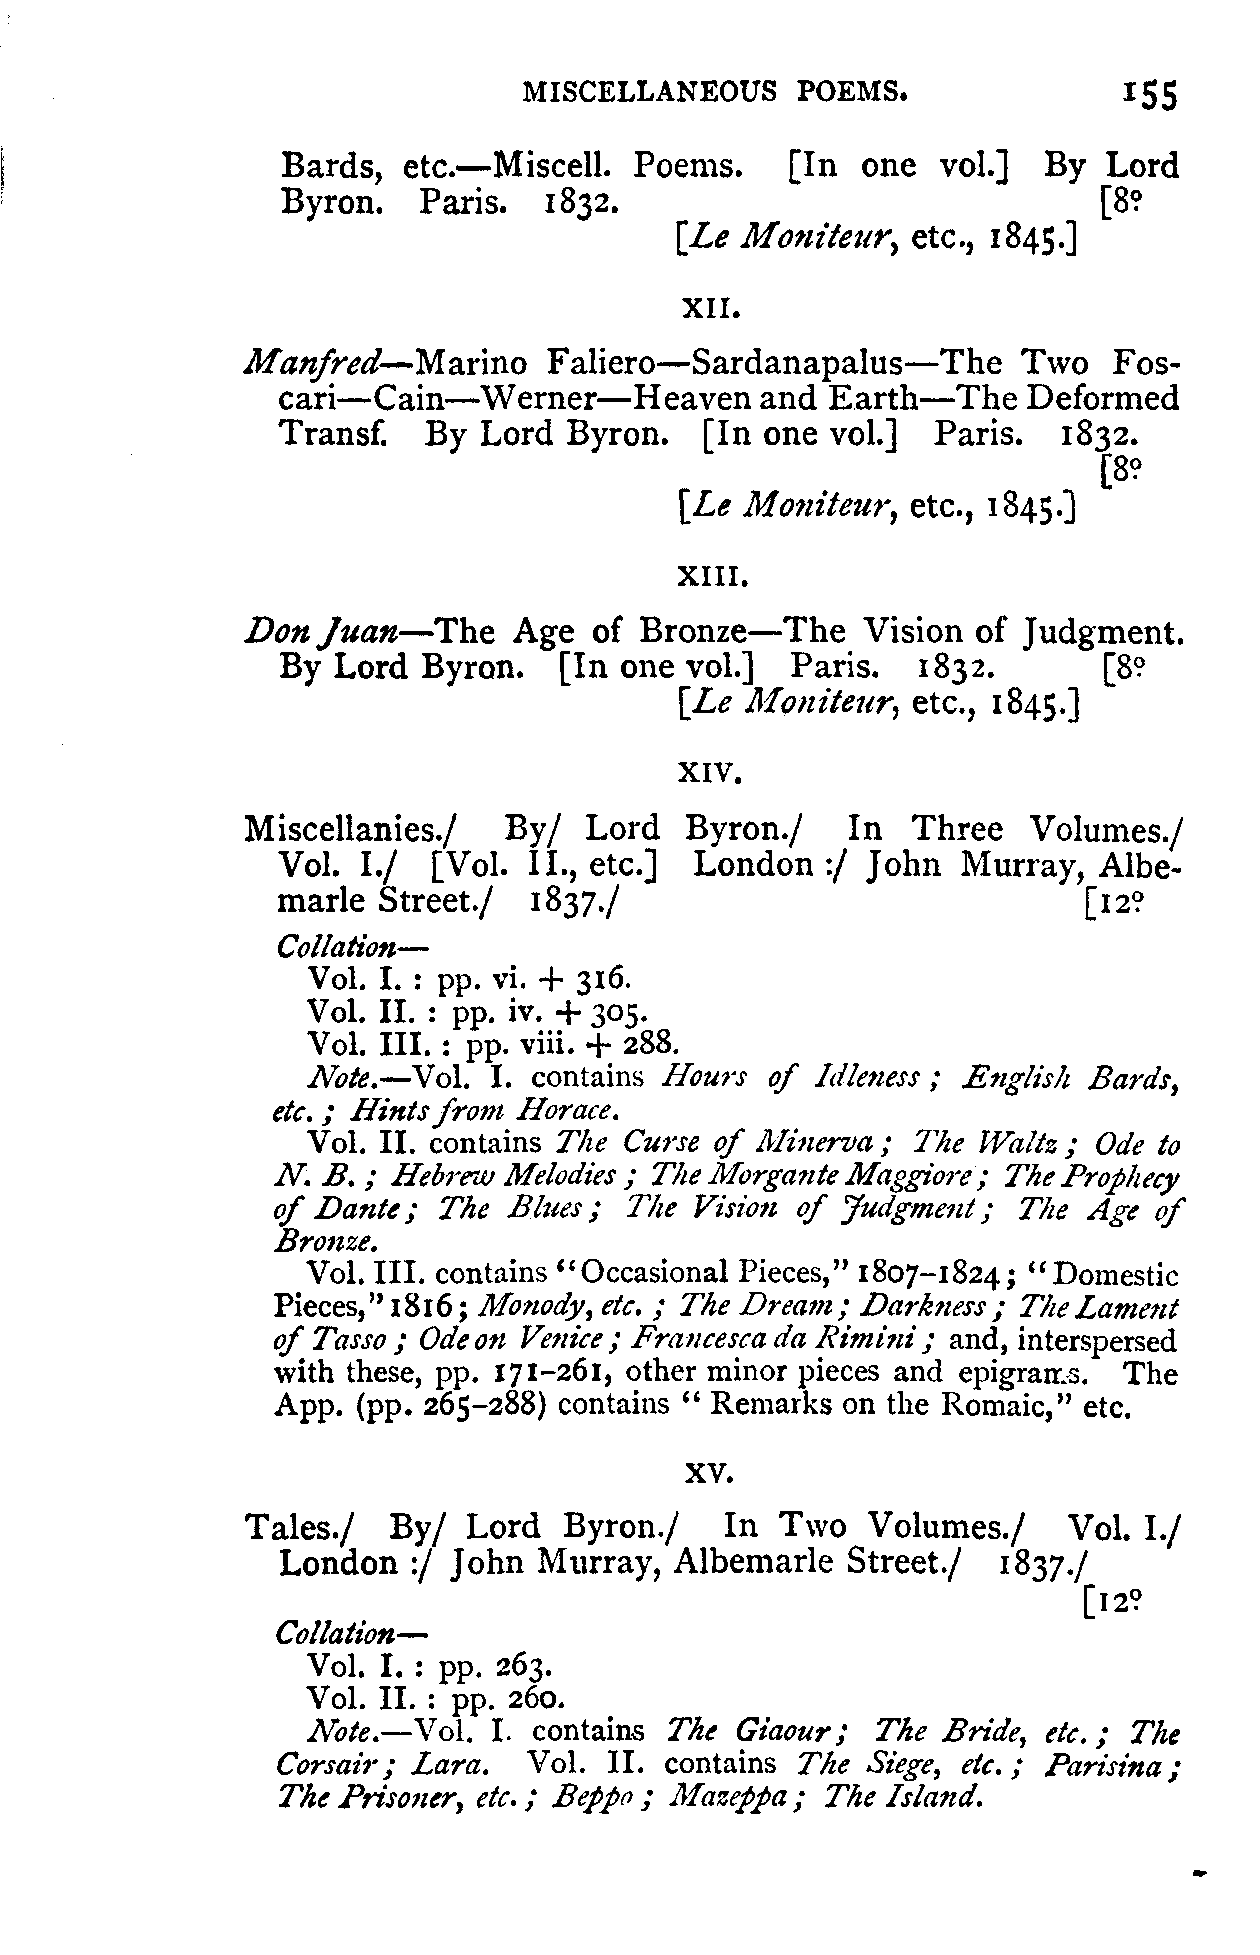 MISCELLANEOUS POEMS. 155
Bards, etc.—Miscell. Poems. [In one vol.] By Lord
Byron. Paris. 1832. [8º
[Le Moniteur, etc., 1845.]
XII.
Manfred—Marino Faliero—Sardanapalus—The Two Fos-
cari—Cain—Werner—Heaven and Earth—The Deformed
Transf. By Lord Byron. [In one vol.] Paris. 1832.
[8º
[Le Moniteur, etc., 1845.]
XIII.
Don Juan—The Age of Bronze—The Vision of Judgment.
By Lord Byron. [In one vol.] Paris. 1832. [8º
[Le Moniteur, etc., 1845.]
XIV.
Miscellanies./ By/ Lord Byron./ In Three Volumes./
Vol. I./ [Vol. II., etc.] London :/ John Murray, Albe-
marle Street./ 1837./ [12º
Collation—
Vol. I. : pp. vi. + 316.
Vol. II. : pp. iv. + 305.
Vol. III. : pp. viii. + 288.
Note.—Vol. I. contains Hours of Idleness ; English Bards,
etc. ; Hints from Horace.
Vol. II. contains The Curse of Minerva ; The Waltz ; Ode to
N. B. ; Hebrew Melodies ; The Morgante Maggiore ; The Prophecy
of Dante ; The Blues ; The Vision of Judgment ; The Age of
Bronze.
Vol. III. contains "Occasional Pieces," 1807–1824 ; "Domestic
Pieces," 1816 ; Monody, etc. ; The Dream ; Darkness ; The Lament
of Tasso ; Ode on Venice ; Francesca da Rimini ; and, interspersed
with these, pp. 171–261, other minor pieces and epigrams. The
App. (pp. 265–288) contains "Remarks on the Romaic," etc.
XV.
Tales./ By/ Lord Byron./ In Two Volumes./ Vol. I./
London :/ John Murray, Albemarle Street./ 1837./
[12º
Collation—
Vol. I. : pp. 263.
Vol. II. : pp. 260.
Note.—Vol. I. contains The Giaour ; The Bride, etc. ; The
Corsair ; Lara. Vol. II. contains The Siege, etc. ; Parisina ;
The Prisoner, etc. ; Beppo ; Mazeppa ; The Island.